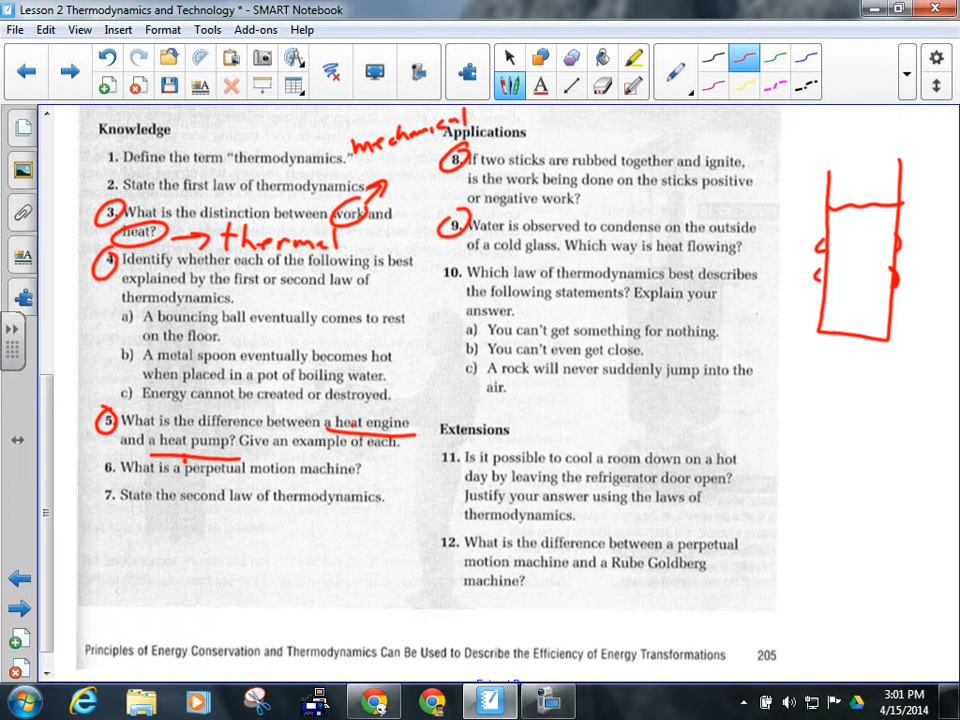 Lesson 2 Thermodynamics and Technology * - SMART Notebook
File Edit View Insert Format Tools Add-ons Help
Knowledge
1. Define the term “thermodynamics.”
mechanical
2. State the first law of thermodynamics.
3. What is the distinction between work and
heat?
thermal
4. Identify whether each of the following is best
explained by the first or second law of
thermodynamics.
a) A bouncing ball eventually comes to rest
on the floor.
b) A metal spoon eventually becomes hot
when placed in a pot of boiling water.
c) Energy cannot be created or destroyed.
5. What is the difference between a heat engine
and a heat pump? Give an example of each.
6. What is a perpetual motion machine?
7. State the second law of thermodynamics.
Applications
8. If two sticks are rubbed together and ignite,
is the work being done on the sticks positive
or negative work?
9. Water is observed to condense on the outside
of a cold glass. Which way is heat flowing?
10. Which law of thermodynamics best describes
the following statements? Explain your
answer.
a) You can’t get something for nothing.
b) You can’t even get close.
c) A rock will never suddenly jump into the
air.
Extensions
11. Is it possible to cool a room down on a hot
day by leaving the refrigerator door open?
Justify your answer using the laws of
thermodynamics.
12. What is the difference between a perpetual
motion machine and a Rube Goldberg
machine?
Principles of Energy Conservation and Thermodynamics Can Be Used to Describe the Efficiency of Energy Transformations 205
3:01 PM
4/15/2014